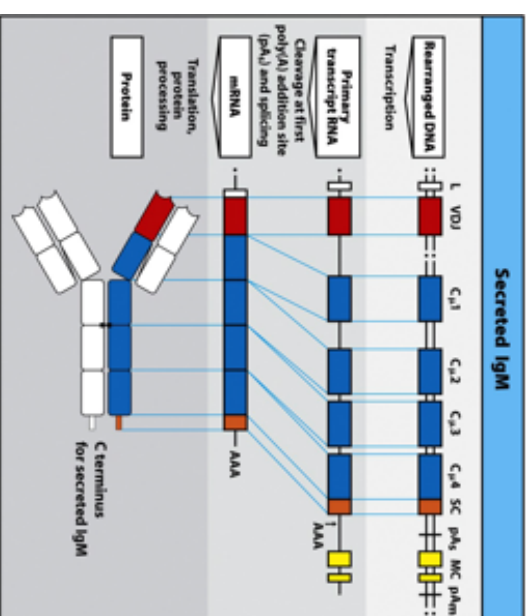 Secreted IgM
Rearranged DNA
L
VDJ
Cμ1
Cμ2
Cμ3
Cμ4
SC
pAs
MC
pAm
Transcription
Primary
transcript RNA
AAA
Cleavage at first
poly(A) addition site
(pAs) and splicing
mRNA
AAA
Translation,
protein
processing
Protein
C terminus
for secreted IgM